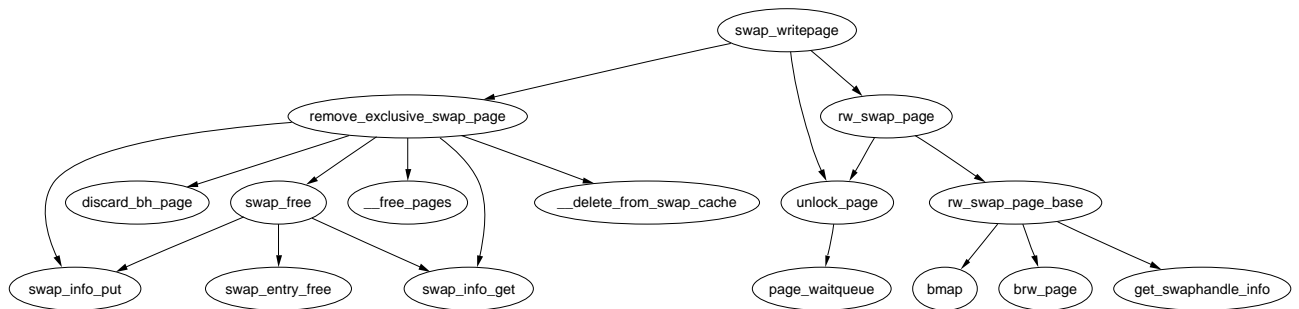 swap_writepage
remove_exclusive_swap_page
rw_swap_page
discard_bh_page
swap_free
__free_pages
__delete_from_swap_cache
unlock_page
rw_swap_page_base
swap_info_put
swap_entry_free
swap_info_get
page_waitqueue
bmap
brw_page
get_swaphandle_info